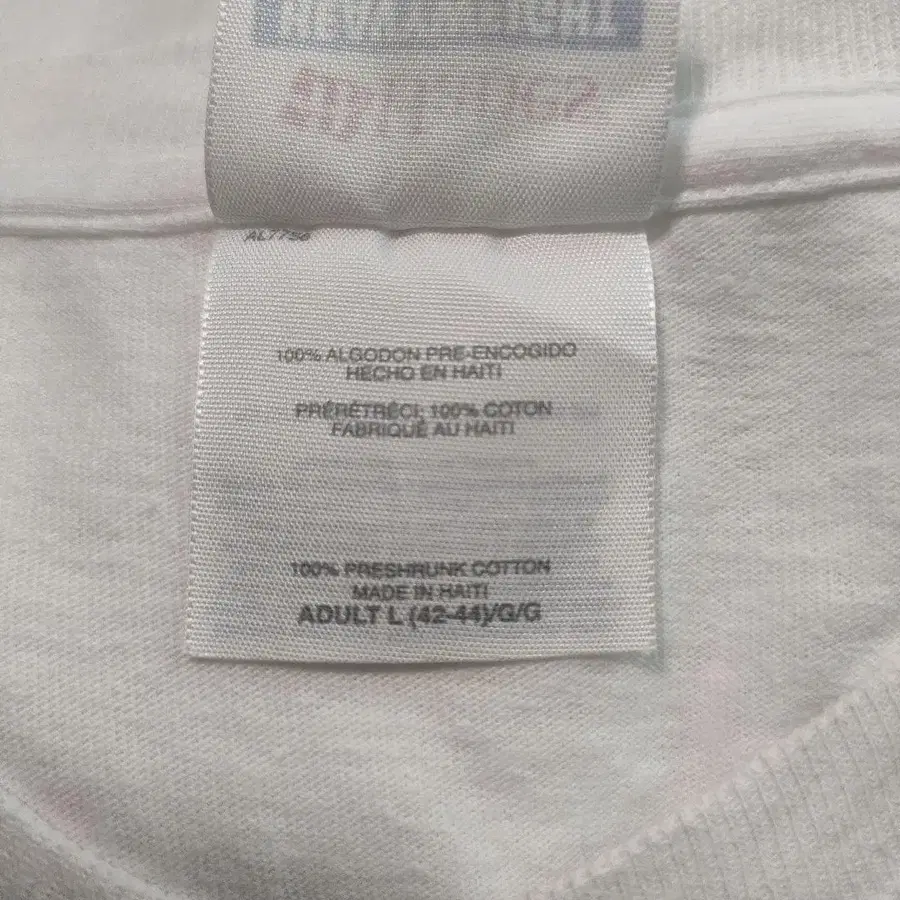 AL7756
100% ALGODON PRE-ENCOGIDO
HECHO EN HAITI
PRÉRÉTRÉCI; 100% COTON
FABRIQUÉ AU HAITI
100% PRESHRUNK COTTON
MADE IN HAITI
ADULT L (42-44)/G/G